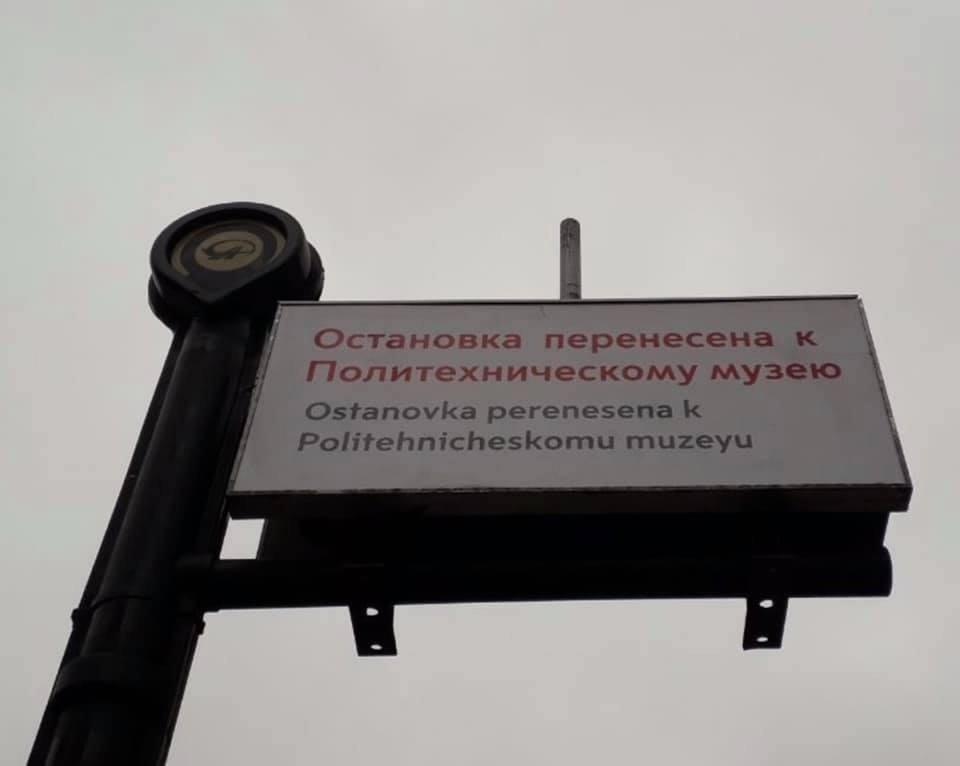 Остановка перенесена к
Политехническому музею
Ostanovka perenesena k
Politehnicheskomu muzeyu